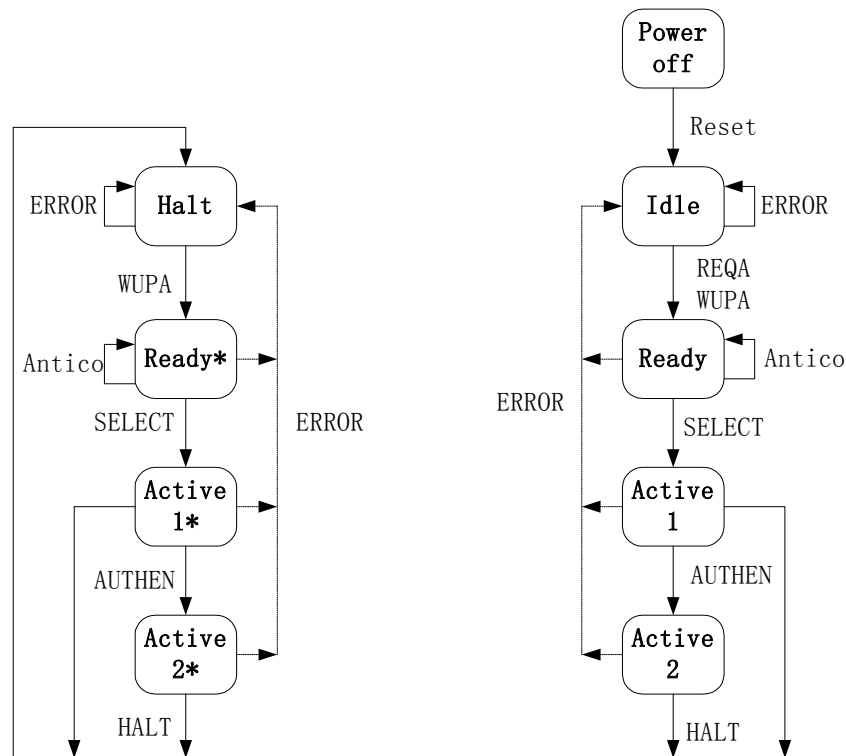 Power
off
Reset
ERROR
Halt
Idle
ERROR
WUPA
REQA
WUPA
Antico
Ready*
Ready
Antico
SELECT
ERROR
ERROR
SELECT
Active
1*
Active
1
AUTHEN
AUTHEN
Active
2*
Active
2
HALT
HALT